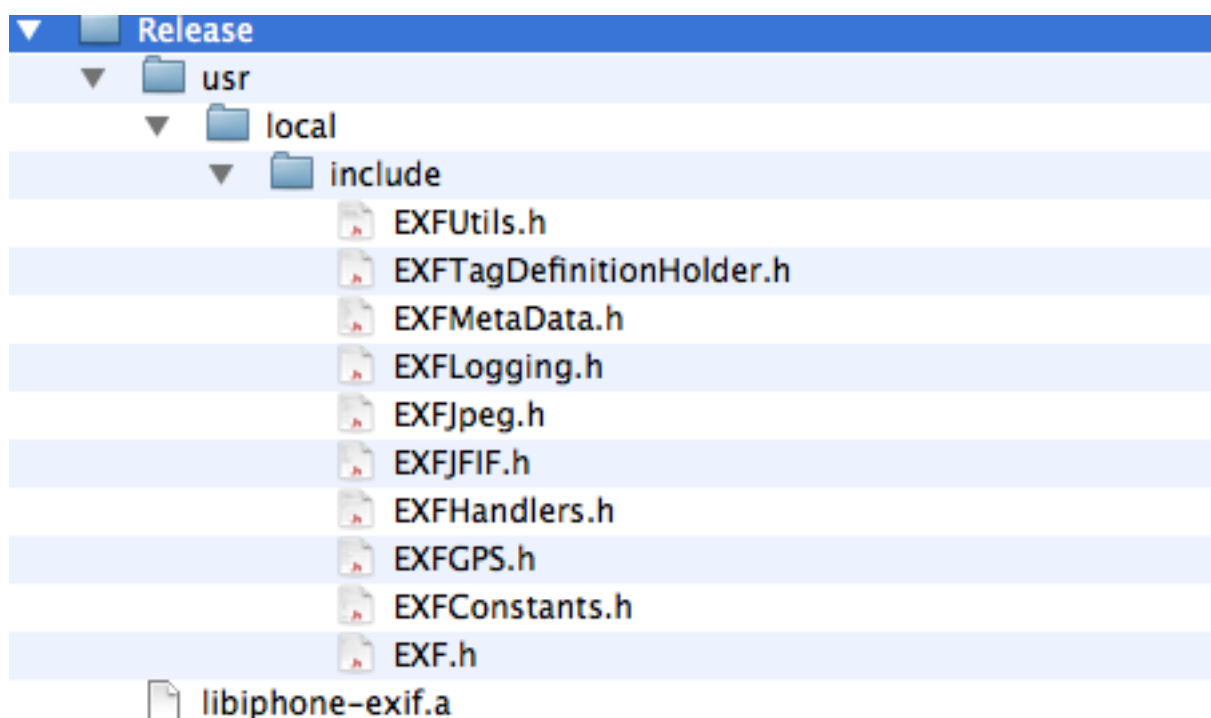 Release
usr
local
include
EXFUtils.h
EXFTagDefinitionHolder.h
EXFMetaData.h
EXFLogging.h
EXFJpeg.h
EXFJFIF.h
EXFHandlers.h
EXFGPS.h
EXFConstants.h
EXF.h
libiphone-exif.a